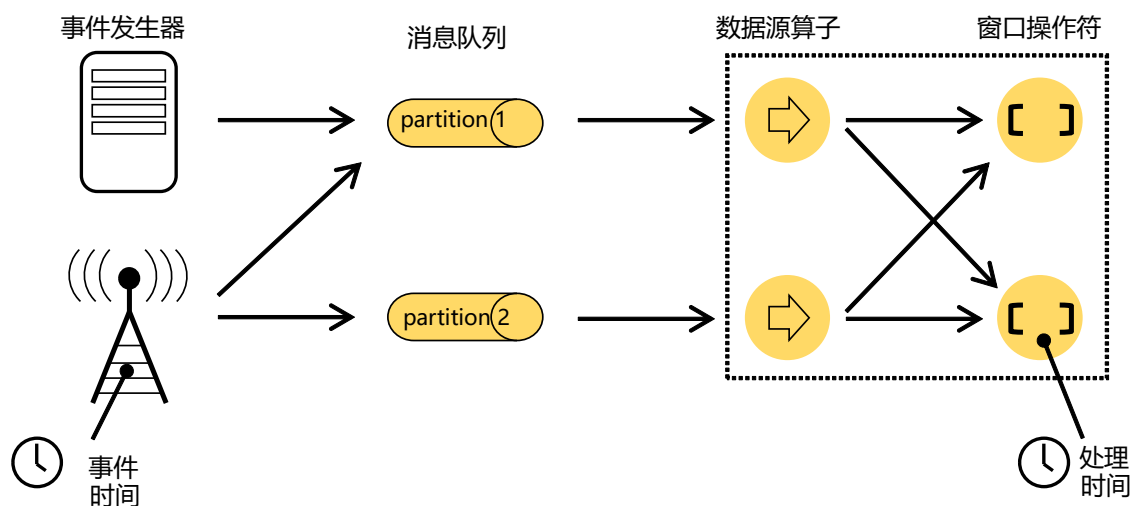 事件发生器
消息队列
数据源算子
窗口操作符
partition 1
partition 2
事件
时间
处理
时间